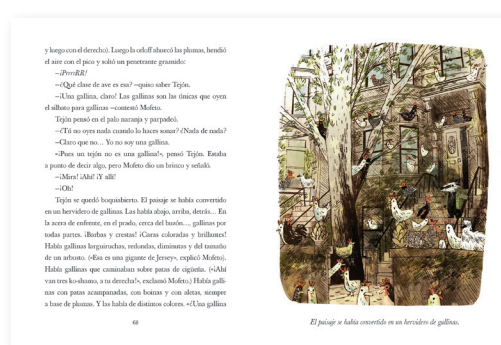 y luego con el derecho). Luego la orloff ahuecó las plumas, hendió
el aire con el pico y soltó un penetrante graznido:
—¡PrrrRR!
—¿Qué clase de ave es esa? —quiso saber Tejón.
—¡Una gallina, claro! Las gallinas son las únicas que oyen
el silbato para gallinas —contestó Mofeto.
Tejón pensó en el palo naranja y parpadeó.
—¿Tú no oyes nada cuando lo haces sonar? ¿Nada de nada?
—Claro que no… Yo no soy una gallina.
«¡Pues un tejón no es una gallina!», pensó Tejón. Estaba
a punto de decir algo, pero Mofeto dio un brinco y señaló.
—¡Mira! ¡Ahí! ¡Y allí!
—¡Oh!
Tejón se quedó boquiabierto. El paisaje se había convertido
en un hervidero de gallinas. Las había abajo, arriba, detrás… En
la acera de enfrente, en el prado, cerca del buzón…, gallinas por
todas partes. ¡Barbas y crestas! ¡Caras coloradas y brillantes!
Había gallinas larguiruchas, redondas, diminutas y del tamaño
de un arbusto. («Esa es una gigante de Jersey», explicó Mofeto).
Había gallinas que caminaban sobre patas de cigüeña. («¡Ahí
van tres ko-shamo, a tu derecha!», exclamó Mofeto.) Había galli-
nas con patas acampanadas, con boinas y con aletas, siempre
a base de plumas. Y las había de distintos colores. «¿Una gallina
68
El paisaje se había convertido en un hervidero de gallinas.